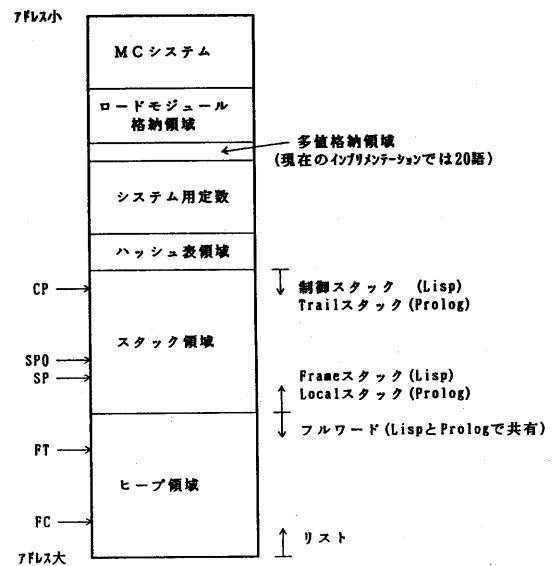 アドレス小
MCシステム
ロードモジュール
格納領域
多値格納領域
(現在のインプリメンテーションでは20語)
システム用定数
ハッシュ表領域
CP
制御スタック (Lisp)
Trailスタック(Prolog)
スタック領域
SP0
SP
Frameスタック(Lisp)
Localスタック(Prolog)
フルワード(LispとPrologで共有)
FT
ヒープ領域
FC
リスト
アドレス大